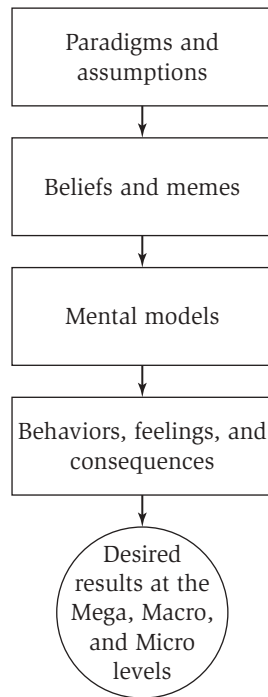 Paradigms and
assumptions
Beliefs and memes
Mental models
Behaviors, feelings, and
consequences
Desired
results at the
Mega, Macro,
and Micro
levels